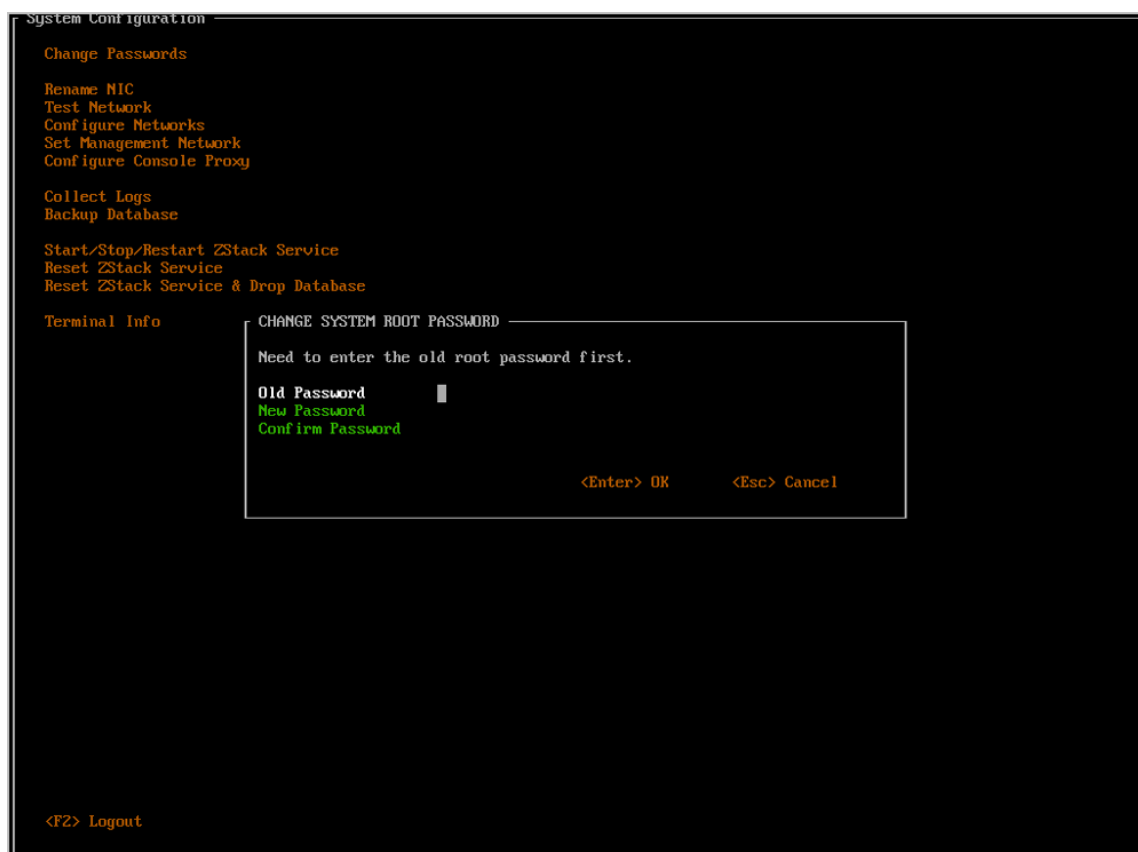 System Configuration
Change Passwords
Rename NIC
Test Network
Configure Networks
Set Management Network
Configure Console Proxy
Collect Logs
Backup Database
Start/Stop/Restart ZStack Service
Reset ZStack Service
Reset ZStack Service & Drop Database
Terminal Info
CHANGE SYSTEM ROOT PASSWORD
Need to enter the old root password first.
Old Password
New Password
Confirm Password
<Enter> OK <Esc> Cancel
<F2> Logout